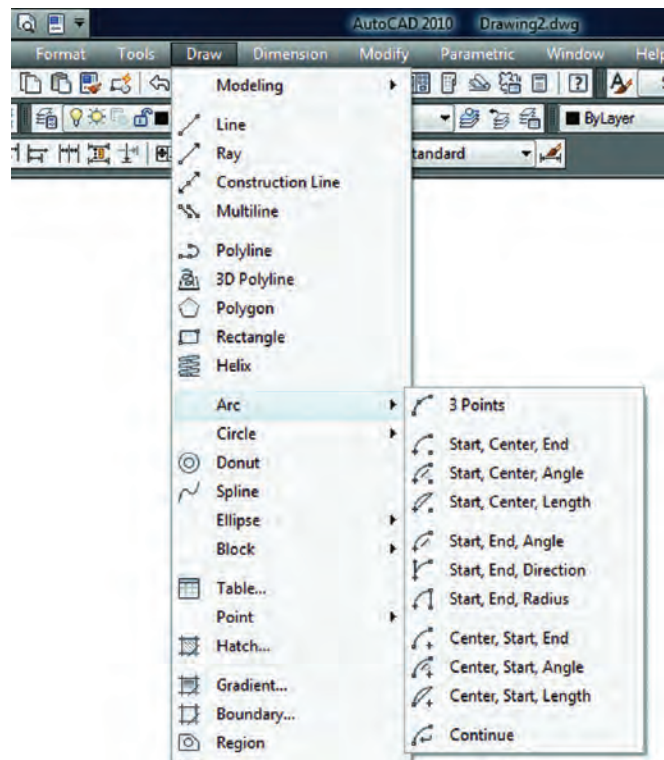 AutoCAD 2010 Drawing2.dwg
Format Tools Draw Dimension Modify Parametric Window Help
ByLayer
tandard
Modeling
Line
Ray
Construction Line
Multiline
Polyline
3D Polyline
Polygon
Rectangle
Helix
Arc
Circle
Donut
Spline
Ellipse
Block
Table...
Point
Hatch...
Gradient...
Boundary...
Region
3 Points
Start, Center, End
Start, Center, Angle
Start, Center, Length
Start, End, Angle
Start, End, Direction
Start, End, Radius
Center, Start, End
Center, Start, Angle
Center, Start, Length
Continue